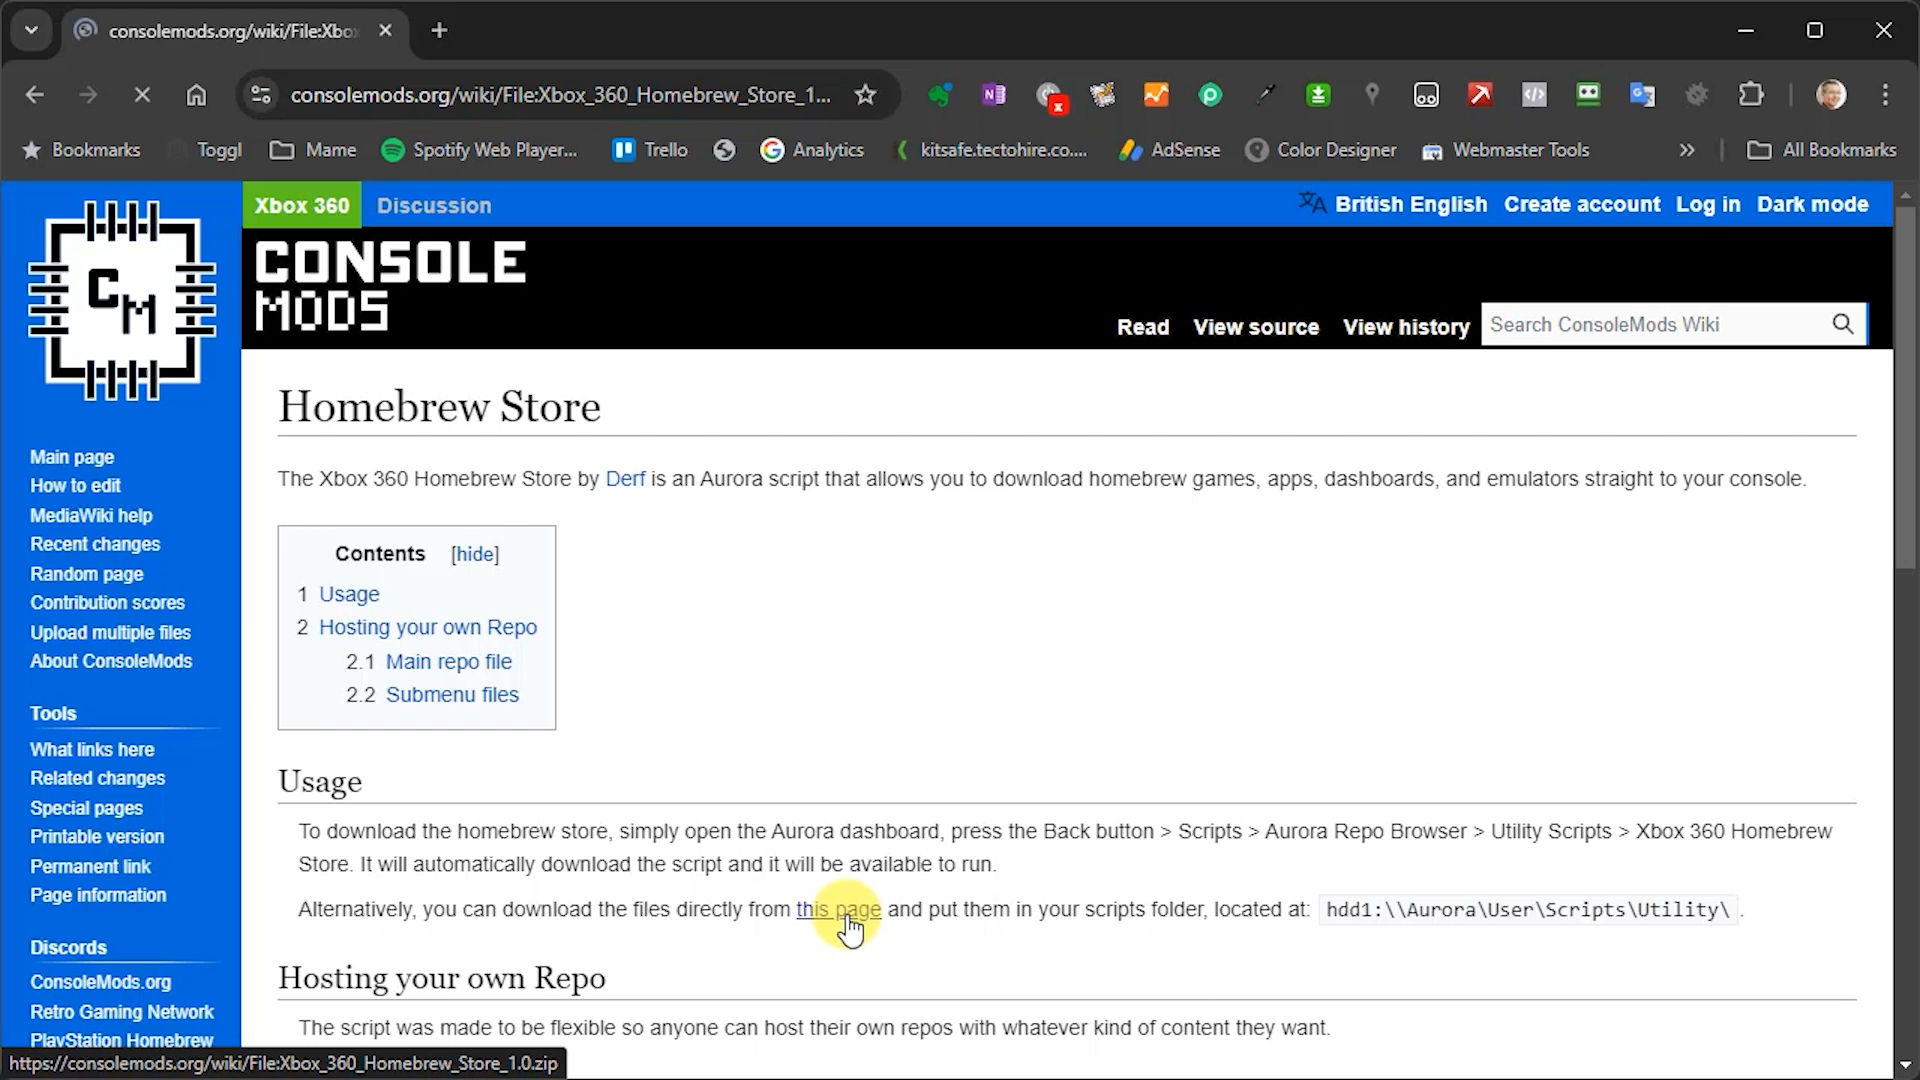 consolemods.org/wiki/File:Xbo
consolemods.org/wiki/File:Xbox_360_Homebrew_Store_1...
Bookmarks
Toggl
Mame
Spotify Web Player...
Trello
Analytics
kitsafe.tectohire.co....
AdSense
Color Designer
Webmaster Tools
All Bookmarks
Xbox 360
Discussion
British English
Create account
Log in
Dark mode
CONSOLE
MODS
CM
Read
View source
View history
Search ConsoleMods Wiki
Main page
How to edit
MediaWiki help
Recent changes
Random page
Contribution scores
Upload multiple files
About ConsoleMods
Tools
What links here
Related changes
Special pages
Printable version
Permanent link
Page information
Discords
ConsoleMods.org
Retro Gaming Network
PlayStation Homebrew
Homebrew Store
The Xbox 360 Homebrew Store by Derf is an Aurora script that allows you to download homebrew games, apps, dashboards, and emulators straight to your console.
Contents [hide]
1 Usage
2 Hosting your own Repo
2.1 Main repo file
2.2 Submenu files
Usage
To download the homebrew store, simply open the Aurora dashboard, press the Back button > Scripts > Aurora Repo Browser > Utility Scripts > Xbox 360 Homebrew
Store. It will automatically download the script and it will be available to run.
Alternatively, you can download the files directly from this page and put them in your scripts folder, located at: hdd1:\\Aurora\User\Scripts\Utility\ .
Hosting your own Repo
The script was made to be flexible so anyone can host their own repos with whatever kind of content they want.
https://consolemods.org/wiki/File:Xbox_360_Homebrew_Store_1.0.zip